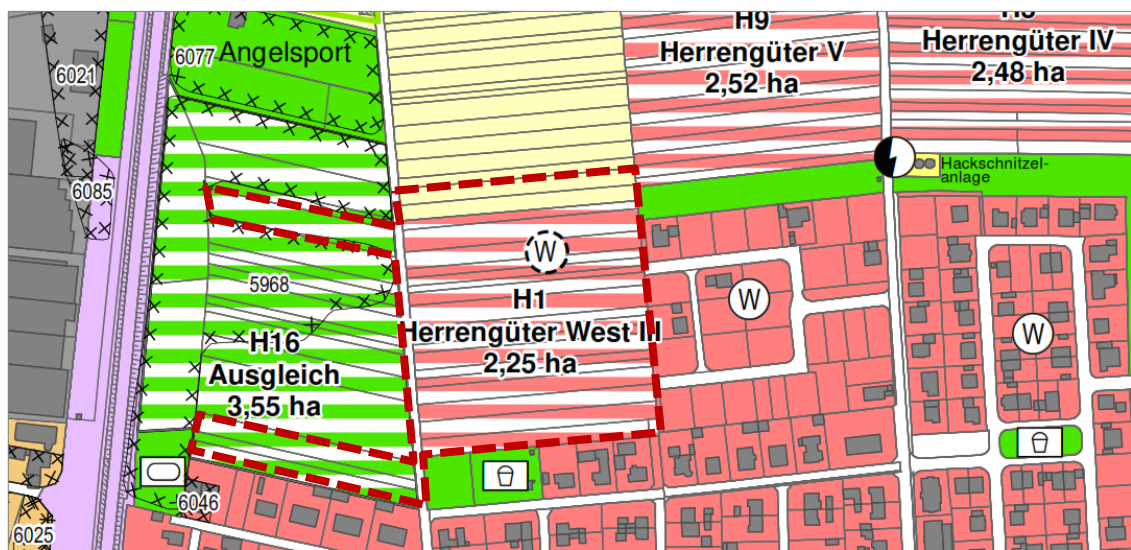 6077
Angelsport
6021
6085
H9
Herrengüter V
2,52 ha
Herrengüter IV
2,48 ha
Hackschnitzel-
anlage
W
5968
H16
Ausgleich
3,55 ha
H1
Herrengüter West III
2,25 ha
W
W
6046
6025